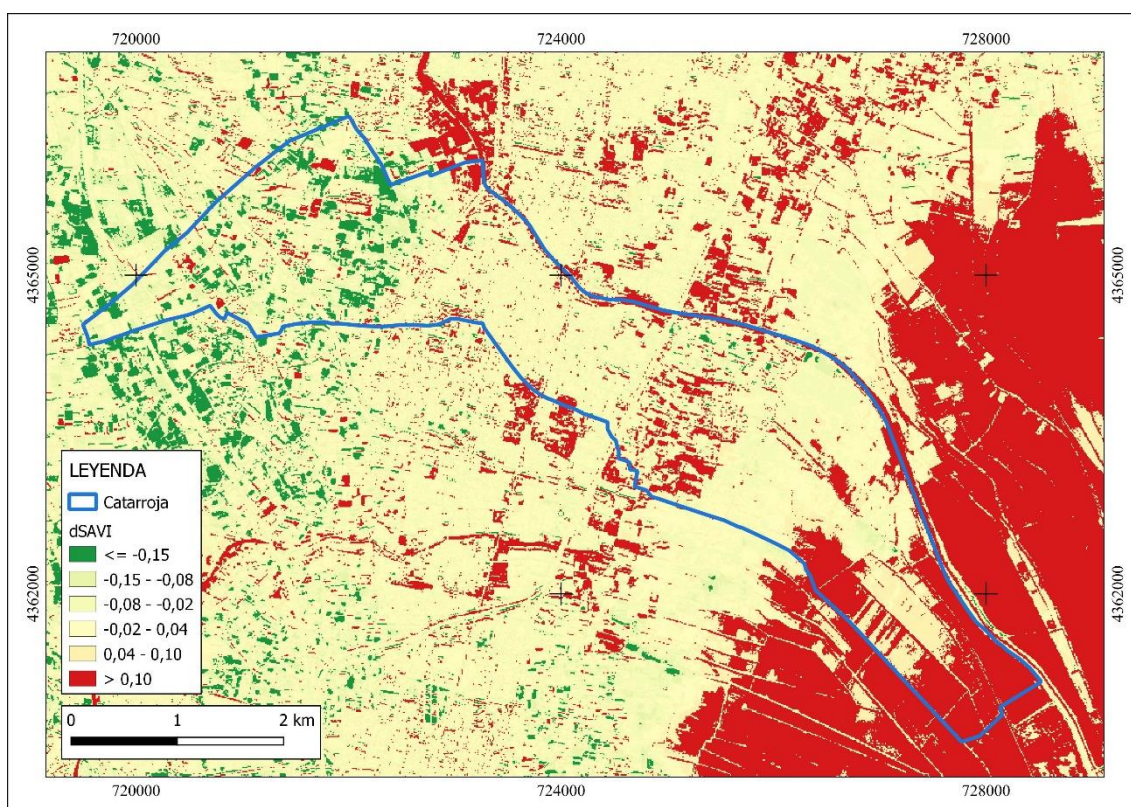 720000 724000 728000
4365000 4365000
LEYENDA
Catarroja
dSAVI
<= -0,15
-0,15 - -0,08
-0,08 - -0,02
-0,02 - 0,04
0,04 - 0,10
> 0,10
4362000 4362000
0 1 2 km
720000 724000 728000